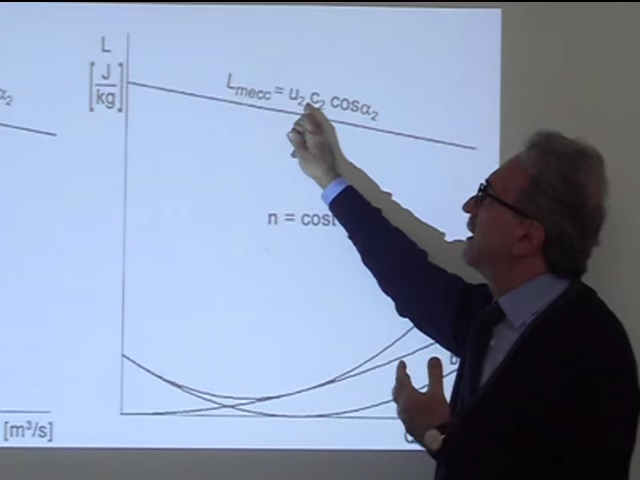 α₂
[m³/s]
L
[J/kg]
Lmecc = u₂ c₂ cosα₂
n = cost